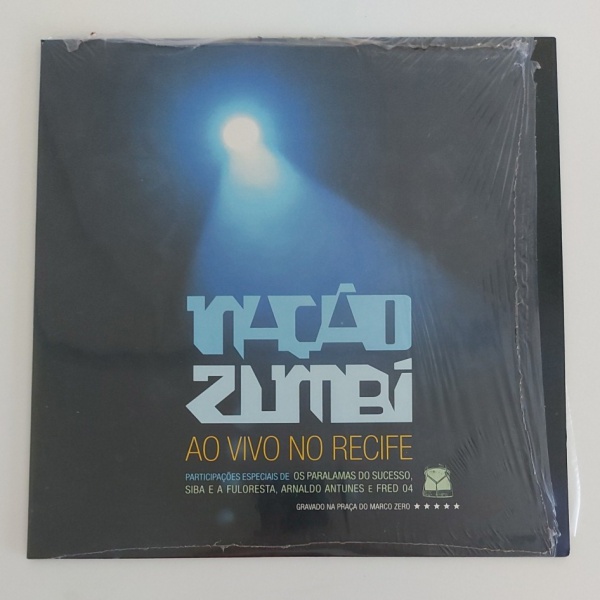 NAÇÃO
ZUMBÍ
AO VIVO NO RECIFE
PARTICIPAÇÕES ESPECIAIS DE OS PARALAMAS DO SUCESSO,
SIBA E A FULORESTA, ARNALDO ANTUNES E FRED 04
GRAVADO NA PRAÇA DO MARCO ZERO ★★★★★